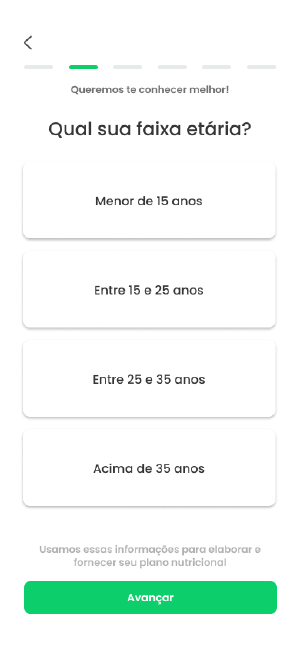 Queremos te conhecer melhor!
Qual sua faixa etária?
Menor de 15 anos
Entre 15 e 25 anos
Entre 25 e 35 anos
Acima de 35 anos
Usamos essas informações para elaborar e
fornecer seu plano nutricional
Avançar